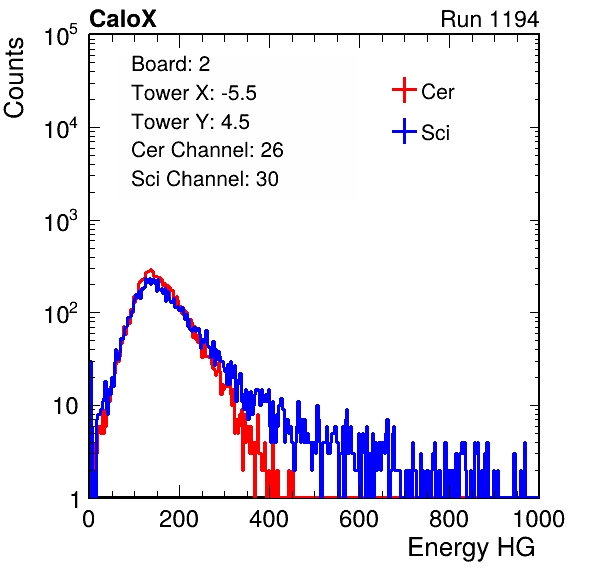 CaloX Run 1194
Counts
10^5
10^4
10^3
10^2
10
1
Board: 2
Tower X: -5.5
Tower Y: 4.5
Cer Channel: 26
Sci Channel: 30
Cer
Sci
0 200 400 600 800 1000
Energy HG